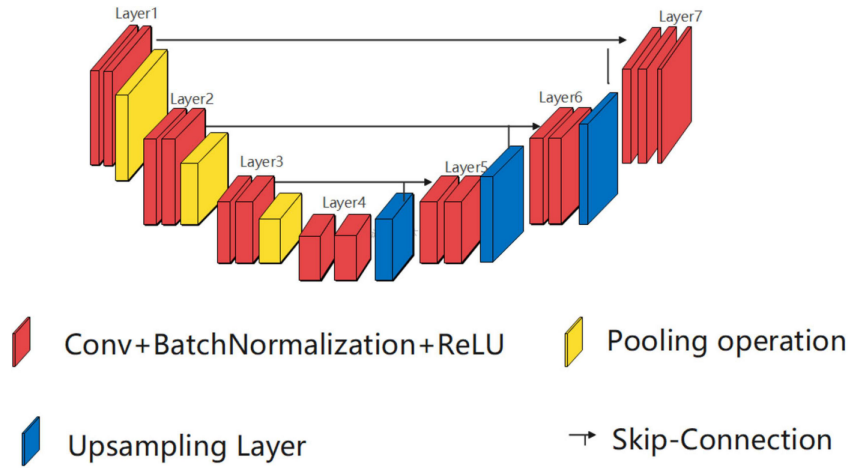 Layer1
Layer7
Layer2
Layer6
Layer3
Layer5
Layer4
Conv+BatchNormalization+ReLU
Pooling operation
Upsampling Layer
Skip-Connection